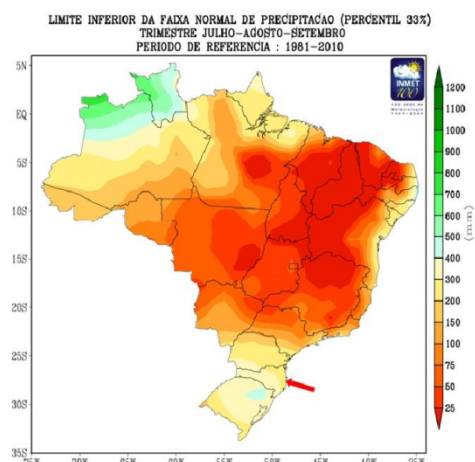 LIMITE INFERIOR DA FAIXA NORMAL DE PRECIPITACAO (PERCENTIL 33%)
TRIMESTRE JULHO-AGOSTO-SETEMBRO
PERIODO DE REFERENCIA : 1981-2010
INMET
100
5N
EQ
5S
10S
15S
20S
25S
30S
35S
1200
1100
1000
900
800
700
600
500
400
300
200
150
100
75
50
25
(mm)